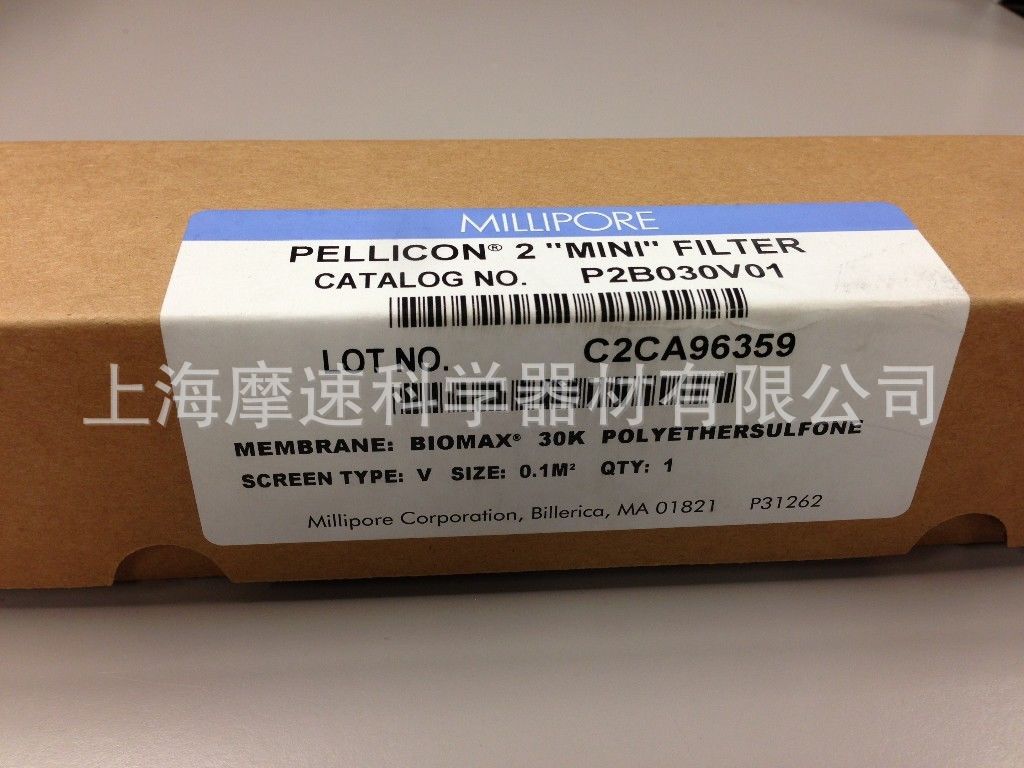 MILLIPORE
PELLICON® 2 "MINI" FILTER
CATALOG NO. P2B030V01
LOT NO. C2CA96359
上海摩速科学器材有限公司
MEMBRANE: BIOMAX® 30K POLYETHERSULFONE
SCREEN TYPE: V SIZE: 0.1M² QTY: 1
Millipore Corporation, Billerica, MA 01821 P31262